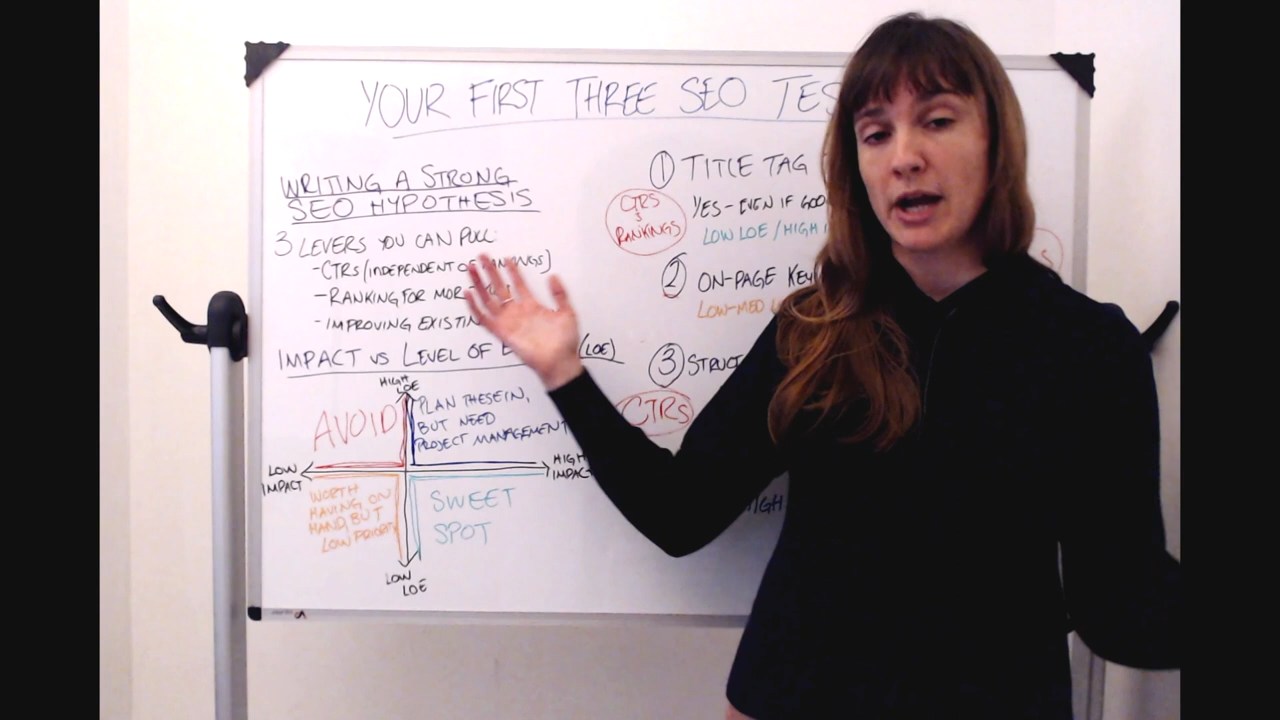 YOUR FIRST THREE SEO TES
WRITING A STRONG
SEO HYPOTHESIS
3 LEVERS YOU CAN PULL:
- CTRS (INDEPENDENT OF RANKINGS)
- RANKING FOR MOR
- IMPROVING EXISTIN
IMPACT VS LEVEL OF E (LOE)
HIGH
LOE
AVOID
PLAN THESE IN,
BUT NEED
PROJECT MANAGEMENT
LOW
IMPACT
HIGH
IMPACT
WORTH
HAVING ON
HAND, BUT
LOW PRIORITY
SWEET
SPOT
LOW
LOE
1 TITLE TAG
CTRS
&
RANKINGS
YES - EVEN IF GOO
LOW LOE / HIGH
2 ON-PAGE KEY
LOW-MED L
3 STRUCT
CTRS
HIGH